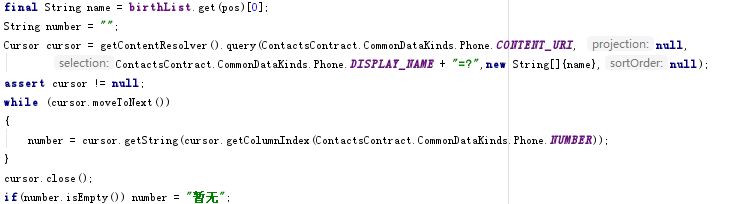 final String name = birthList.get(pos)[0];
String number = "";
Cursor cursor = getContentResolver().query(ContactsContract.CommonDataKinds.Phone.CONTENT_URI, projection: null,
selection: ContactsContract.CommonDataKinds.Phone.DISPLAY_NAME + "=?",new String[]{name}, sortOrder: null);
assert cursor != null;
while (cursor.moveToNext())
{
number = cursor.getString(cursor.getColumnIndex(ContactsContract.CommonDataKinds.Phone.NUMBER));
}
cursor.close();
if(number.isEmpty()) number = "暂无";